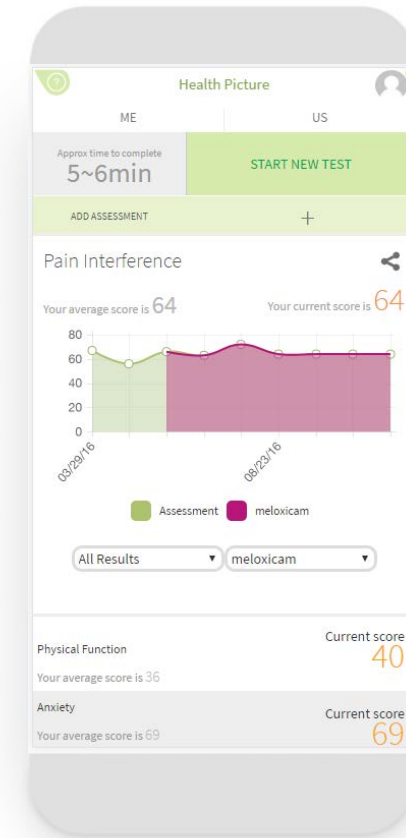 ?
Health Picture
ME US
Approx time to complete
5~6min
START NEW TEST
ADD ASSESSMENT +
Pain Interference
Your average score is 64 Your current score is 64
80
60
40
20
0
03/29/16 08/23/16
Assessment meloxicam
All Results meloxicam
Physical Function
Your average score is 36
Current score
40
Anxiety
Your average score is 69
Current score
69